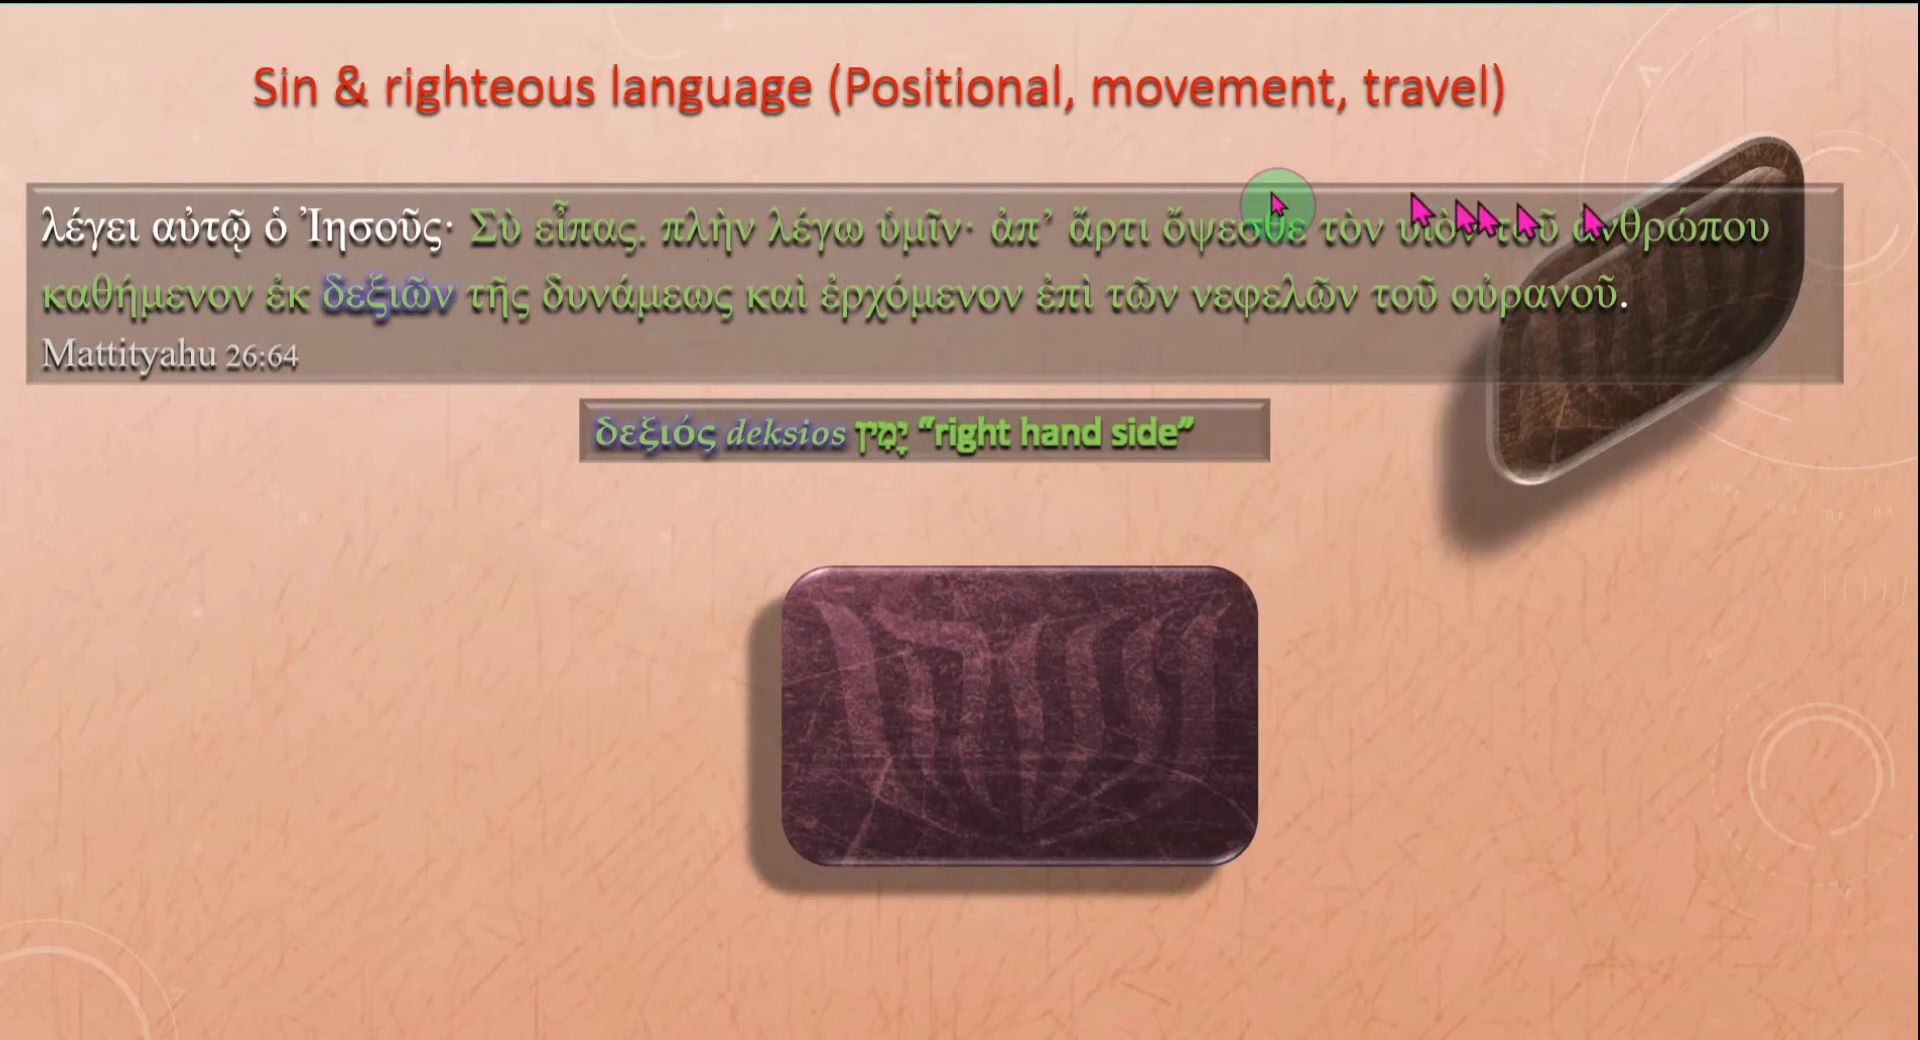 Sin & righteous language (Positional, movement, travel)
λέγει αὐτῷ ὁ Ἰησοῦς· Σὺ εἶπας. πλὴν λέγω ὑμῖν· ἀπ’ ἄρτι ὄψεσθε τὸν υἱὸν τοῦ ἀνθρώπου
καθήμενον ἐκ δεξιῶν τῆς δυνάμεως καὶ ἐρχόμενον ἐπὶ τῶν νεφελῶν τοῦ οὐρανοῦ.
Mattityahu 26:64
δεξιός deksios יָמִין “right hand side”